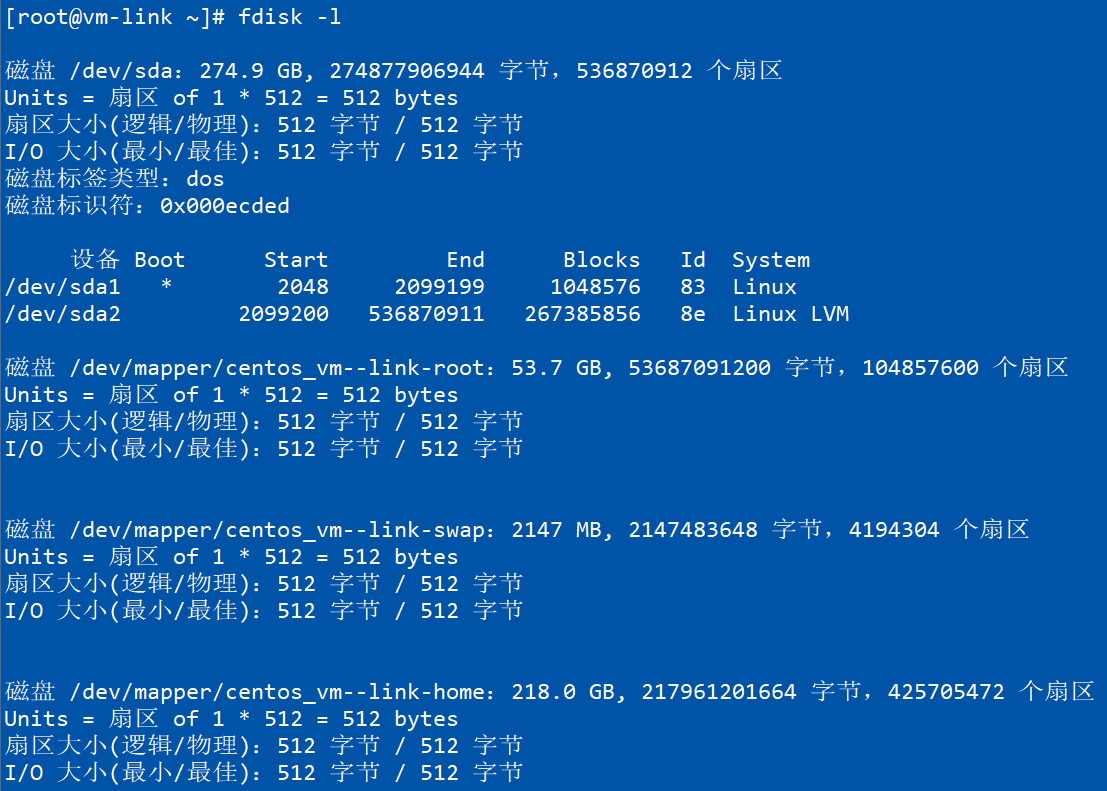 [root@vm-link ~]# fdisk -l
磁盘 /dev/sda：274.9 GB, 274877906944 字节，536870912 个扇区
Units = 扇区 of 1 * 512 = 512 bytes
扇区大小(逻辑/物理)：512 字节 / 512 字节
I/O 大小(最小/最佳)：512 字节 / 512 字节
磁盘标签类型：dos
磁盘标识符：0x000ecded
设备 Boot      Start         End      Blocks   Id  System
/dev/sda1   *        2048     2099199     1048576   83  Linux
/dev/sda2         2099200   536870911   267385856   8e  Linux LVM
磁盘 /dev/mapper/centos_vm--link-root：53.7 GB, 53687091200 字节，104857600 个扇区
Units = 扇区 of 1 * 512 = 512 bytes
扇区大小(逻辑/物理)：512 字节 / 512 字节
I/O 大小(最小/最佳)：512 字节 / 512 字节
磁盘 /dev/mapper/centos_vm--link-swap：2147 MB, 2147483648 字节，4194304 个扇区
Units = 扇区 of 1 * 512 = 512 bytes
扇区大小(逻辑/物理)：512 字节 / 512 字节
I/O 大小(最小/最佳)：512 字节 / 512 字节
磁盘 /dev/mapper/centos_vm--link-home：218.0 GB, 217961201664 字节，425705472 个扇区
Units = 扇区 of 1 * 512 = 512 bytes
扇区大小(逻辑/物理)：512 字节 / 512 字节
I/O 大小(最小/最佳)：512 字节 / 512 字节